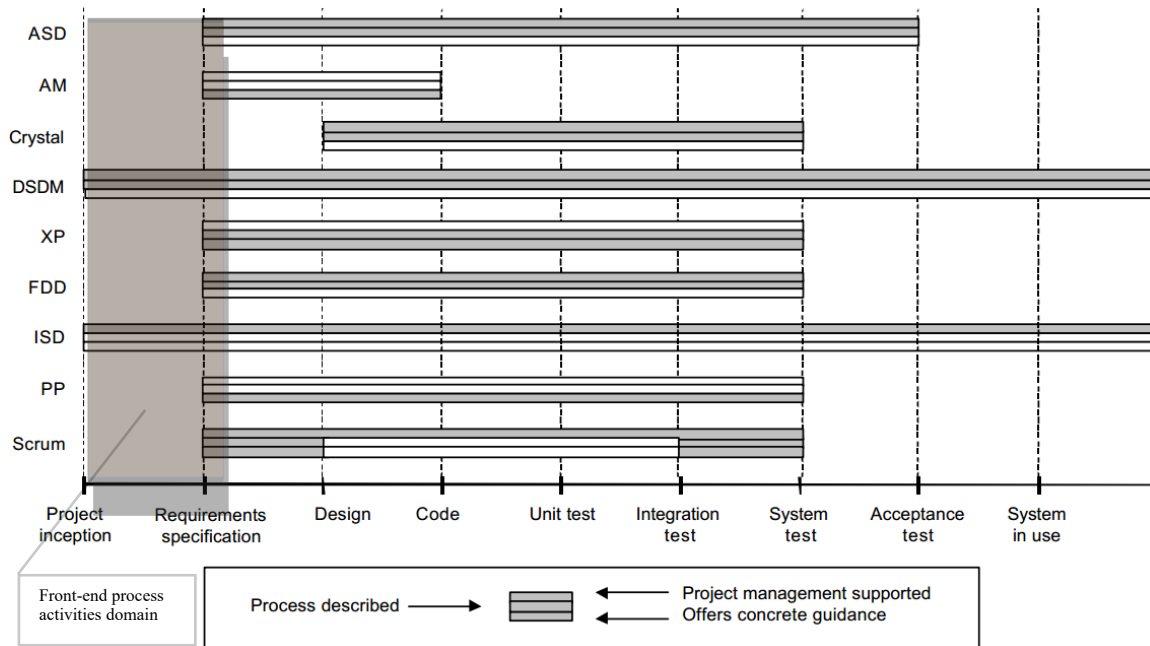 ASD
AM
Crystal
DSDM
XP
FDD
ISD
PP
Scrum
Project
inception
Requirements
specification
Design
Code
Unit test
Integration
test
System
test
Acceptance
test
System
in use
Front-end process
activities domain
Process described
Project management supported
Offers concrete guidance